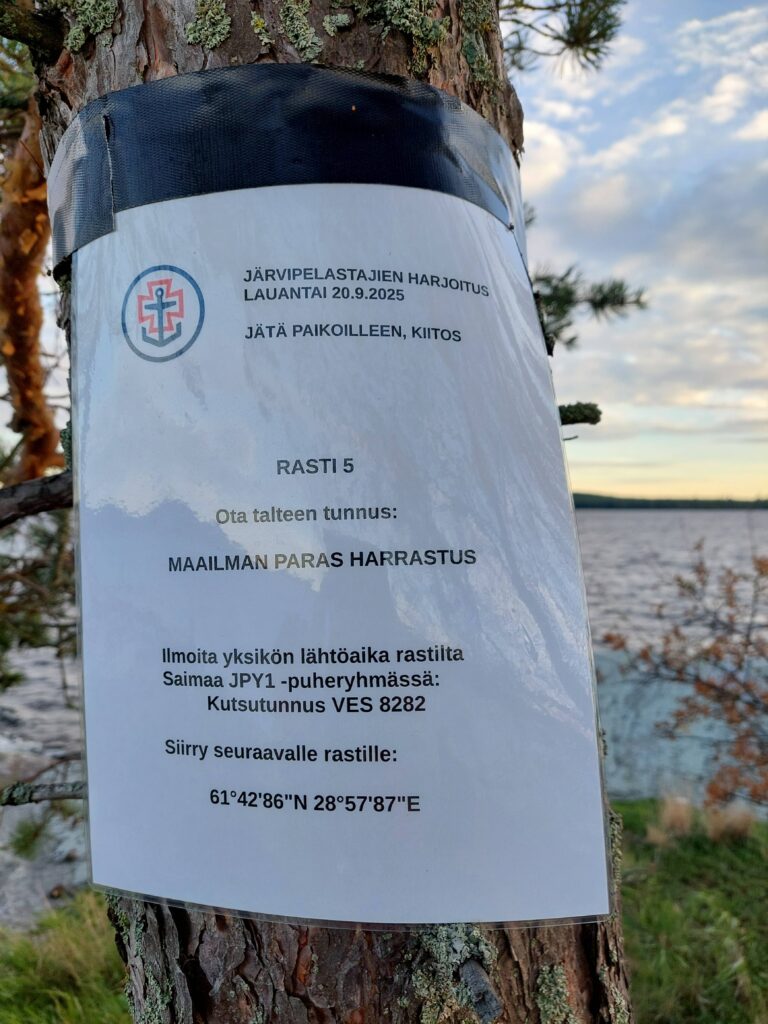 JÄRVIPELASTAJIEN HARJOITUS
LAUANTAI 20.9.2025
JÄTÄ PAIKOILLEEN, KIITOS
RASTI 5
Ota talteen tunnus:
MAAILMAN PARAS HARRASTUS
Ilmoita yksikön lähtöaika rastilta
Saimaa JPY1 -puheryhmässä:
Kutsutunnus VES 8282
Siirry seuraavalle rastille:
61°42'86"N 28°57'87"E